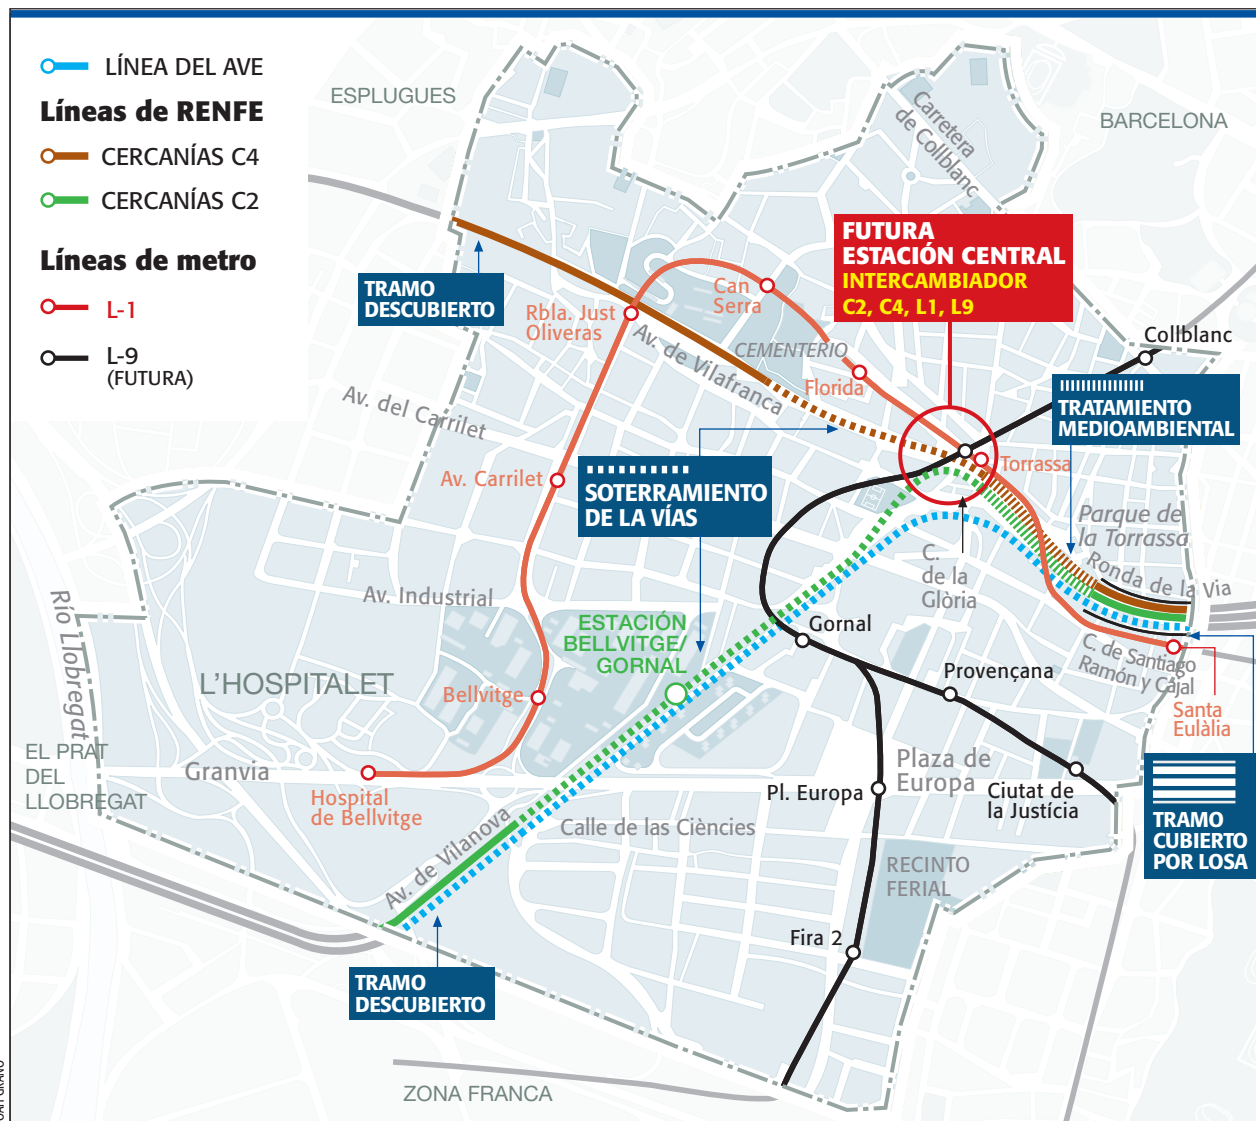 LÍNEA DEL AVE
Líneas de RENFE
CERCANÍAS C4
CERCANÍAS C2
Líneas de metro
L-1
L-9
(FUTURA)
ESPLUGUES
BARCELONA
Carretera
de Collblanc
FUTURA
ESTACIÓN CENTRAL
INTERCAMBIADOR
C2, C4, L1, L9
TRAMO
DESCUBIERTO
Rbla. Just
Oliveras
Can
Serra
CEMENTERIO
Av. de Vilafranca
Florida
Collblanc
TRATAMIENTO
MEDIOAMBIENTAL
Av. del Carrilet
Av. Carrilet
SOTERRAMIENTO
DE LA VÍAS
Torrassa
Parque de
la Torrassa
Ronda de la Via
C.
de la
Glòria
Av. Industrial
ESTACIÓN
BELLVITGE/
GORNAL
Gornal
Provençana
C. de Santiago
Ramón y Cajal
Santa
Eulàlia
Río Llobregat
L'HOSPITALET
Bellvitge
EL PRAT
DEL
LLOBREGAT
Granvia
Hospital
de Bellvitge
Av. de Vilanova
Calle de las Ciències
Pl. Europa
Plaza de
Europa
Ciutat de
la Justícia
TRAMO
CUBIERTO
POR LOSA
RECINTO
FERIAL
Fira 2
TRAMO
DESCUBIERTO
ZONA FRANCA